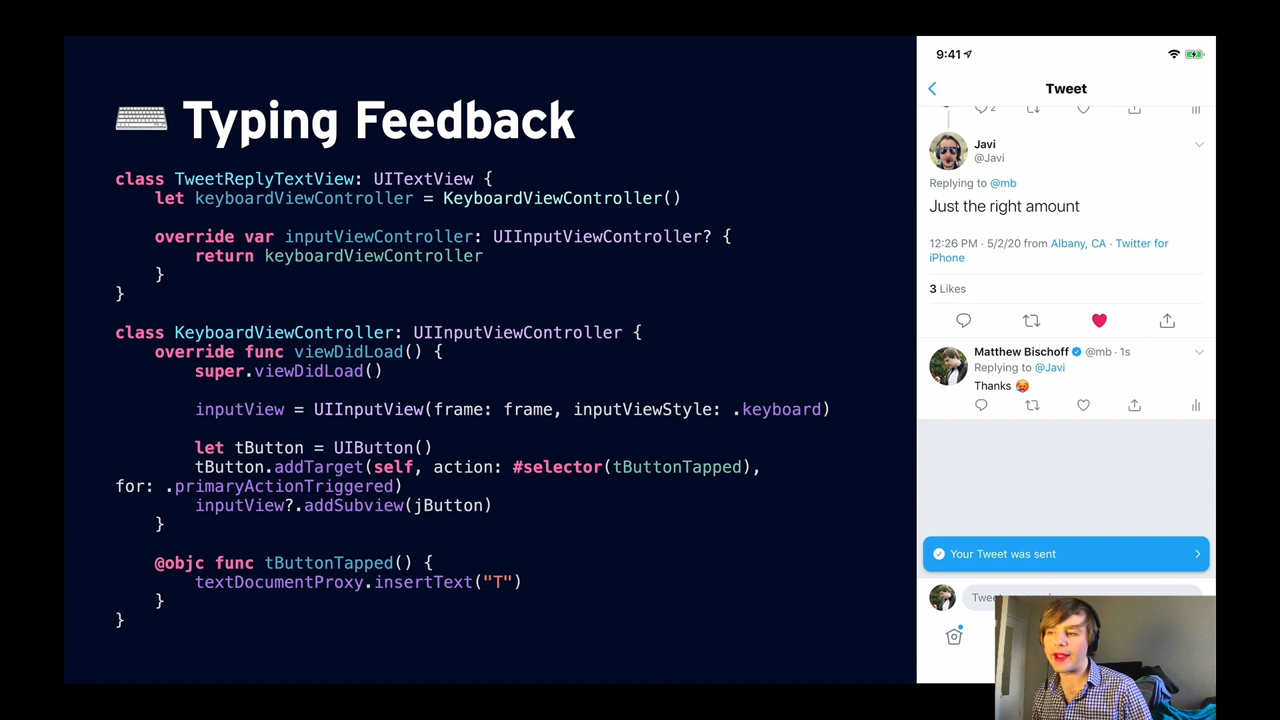 ⌨️ Typing Feedback
class TweetReplyTextView: UITextView {
    let keyboardViewController = KeyboardViewController()
    override var inputViewController: UIInputViewController? {
        return keyboardViewController
    }
}
class KeyboardViewController: UIInputViewController {
    override func viewDidLoad() {
        super.viewDidLoad()
        inputView = UIInputView(frame: frame, inputViewStyle: .keyboard)
        let tButton = UIButton()
        tButton.addTarget(self, action: #selector(tButtonTapped),
for: .primaryActionTriggered)
        inputView?.addSubview(jButton)
    }
    @objc func tButtonTapped() {
        textDocumentProxy.insertText("T")
    }
}
9:41
Tweet
2
Javi
@Javi
Replying to @mb
Just the right amount
12:26 PM · 5/2/20 from Albany, CA · Twitter for
iPhone
3 Likes
Matthew Bischoff @mb · 1s
Replying to @Javi
Thanks 🥵
Your Tweet was sent